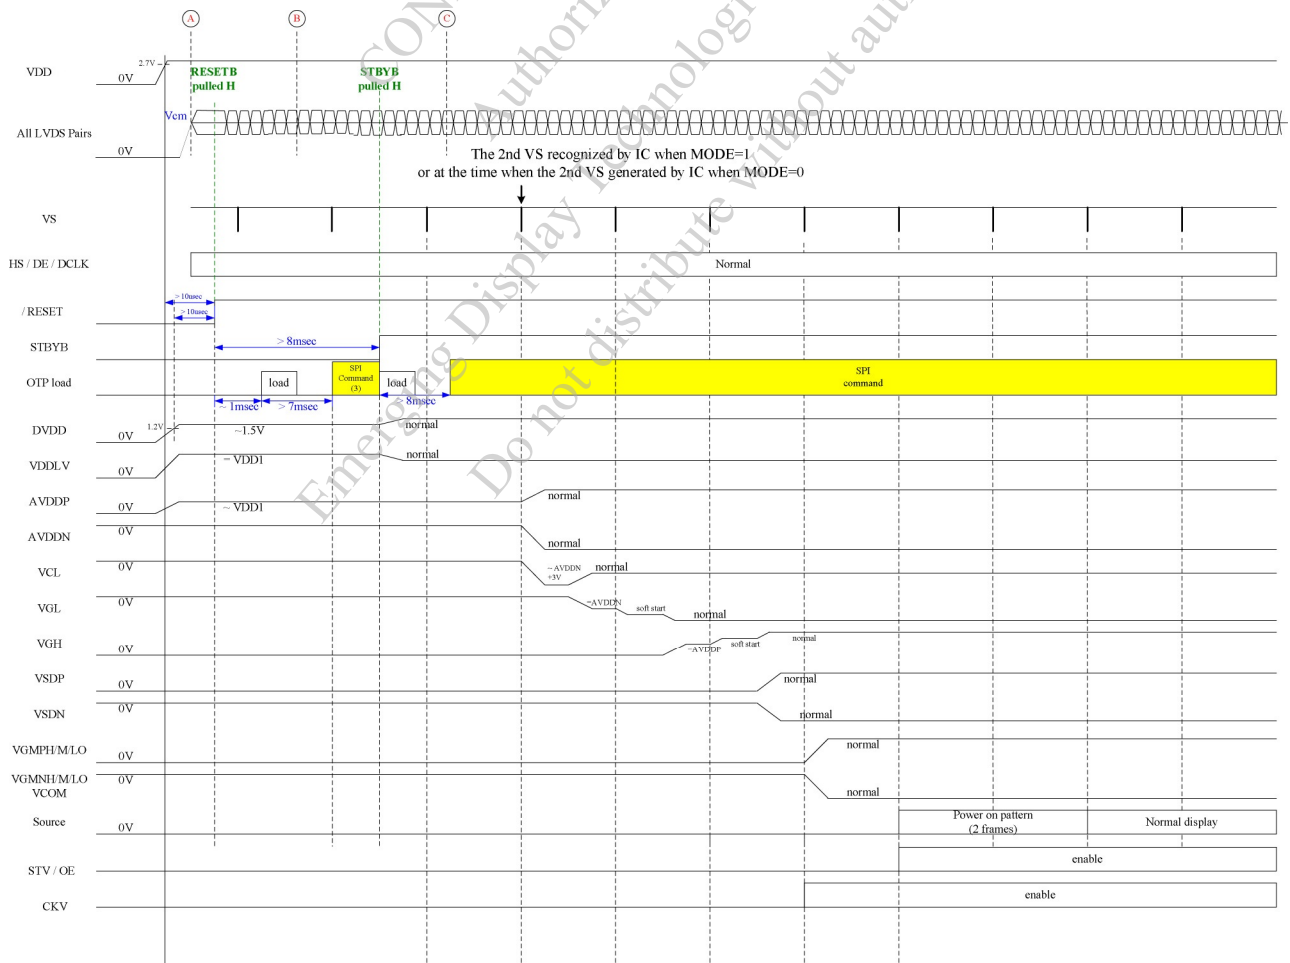 A
B
C
2.7V
VDD
0V
RESETB
pulled H
STBYB
pulled H
Vcm
All LVDS Pairs
0V
The 2nd VS recognized by IC when MODE=1
or at the time when the 2nd VS generated by IC when MODE=0
VS
HS / DE / DCLK
Normal
> 10usec
> 10usec
/ RESET
STBYB
> 8msec
OTP load
load
SPI
Command
(3)
load
SPI
command
~ 1msec
> 7msec
> 8msec
DVDD
0V
1.2V
~1.5V
normal
VDDLV
0V
= VDD1
normal
AVDDP
0V
~ VDD1
normal
AVDDN
0V
normal
VCL
0V
~ AVDDN
+3V
normal
VGL
0V
=AVDDN
soft start
normal
VGH
0V
~AVDDP
soft start
normal
VSDP
0V
normal
VSDN
0V
normal
VGMPH/M/LO
0V
normal
VGMNH/M/LO
VCOM
0V
normal
Source
0V
Power on pattern
(2 frames)
Normal display
STV / OE
enable
CKV
enable
CON
Authoriz
Emerging Display Technologi
Do not distribute without auth